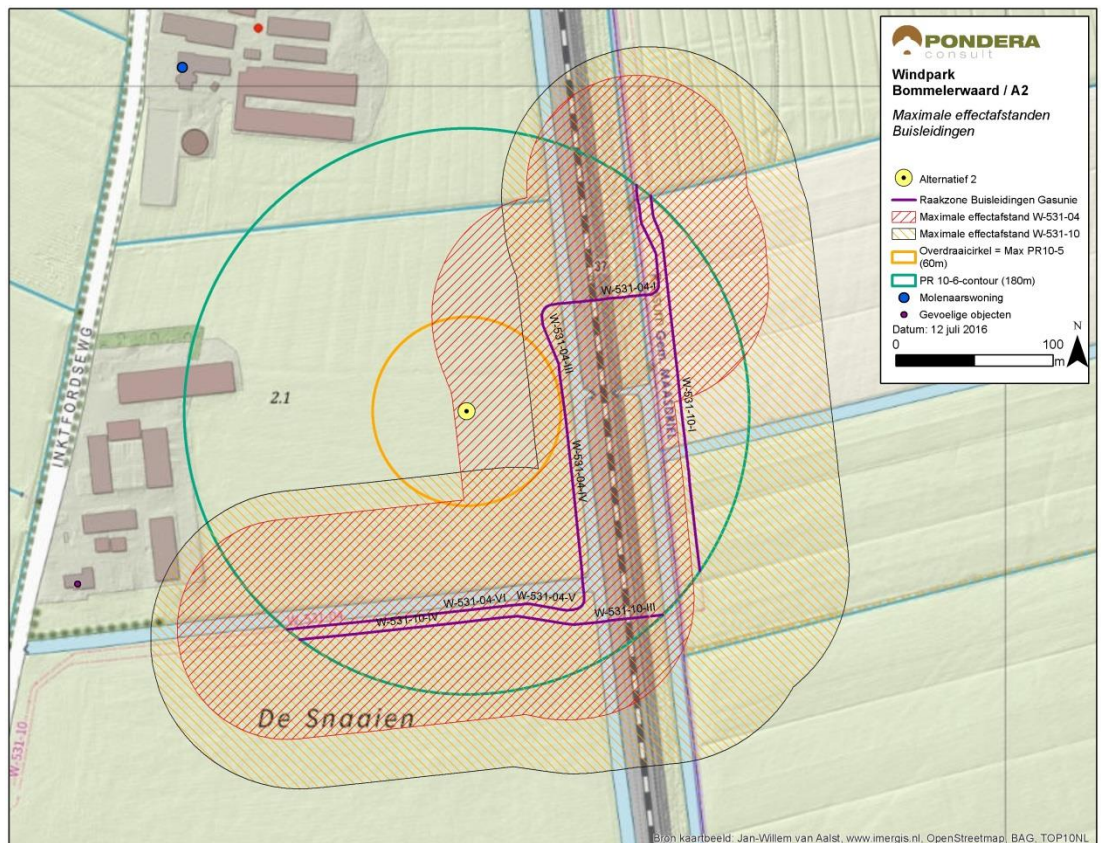 PONDERA
consult
Windpark
Bommelerwaard / A2
Maximale effectafstanden
Buisleidingen
Alternatief 2
Raakzone Buisleidingen Gasunie
Maximale effectafstand W-531-04
Maximale effectafstand W-531-10
Overdraaicirkel = Max PR10-5
(60m)
PR 10-6-contour (180m)
Molenaarswoning
Gevoelige objecten
Datum: 12 juli 2016
N
0 100
m
37
W-531-04-I
W-531-04-III
Gem. MAASDRIEL
W-531-10-I
INKTFORDSEWG
2.1
W-531-04-IV
W-531-04-VI
W-531-04-V
W-531-10-III
W-531-10-IV
De Snaaien
W-531-10
Bron kaartbeeld: Jan-Willem van Aalst, www.imergis.nl, OpenStreetmap, BAG, TOP10NL